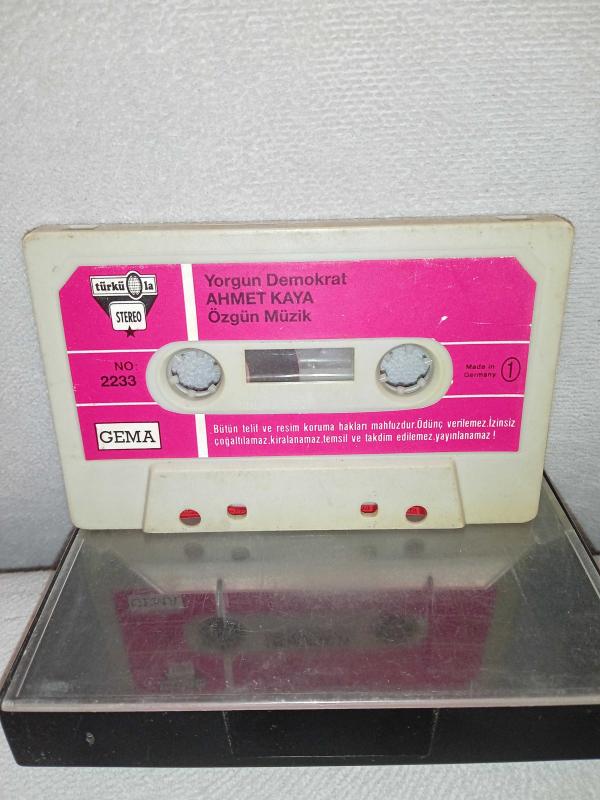 türkü la
STEREO
Yorgun Demokrat
AHMET KAYA
Özgün Müzik
NO:
2233
Made in
Germany
1
GEMA
Bütün telif ve resim koruma hakları mahfuzdur.Ödünç verilemez.İzinsiz
çoğaltılamaz,kiralanamaz,temsil ve takdim edilemez,yayınlanamaz !